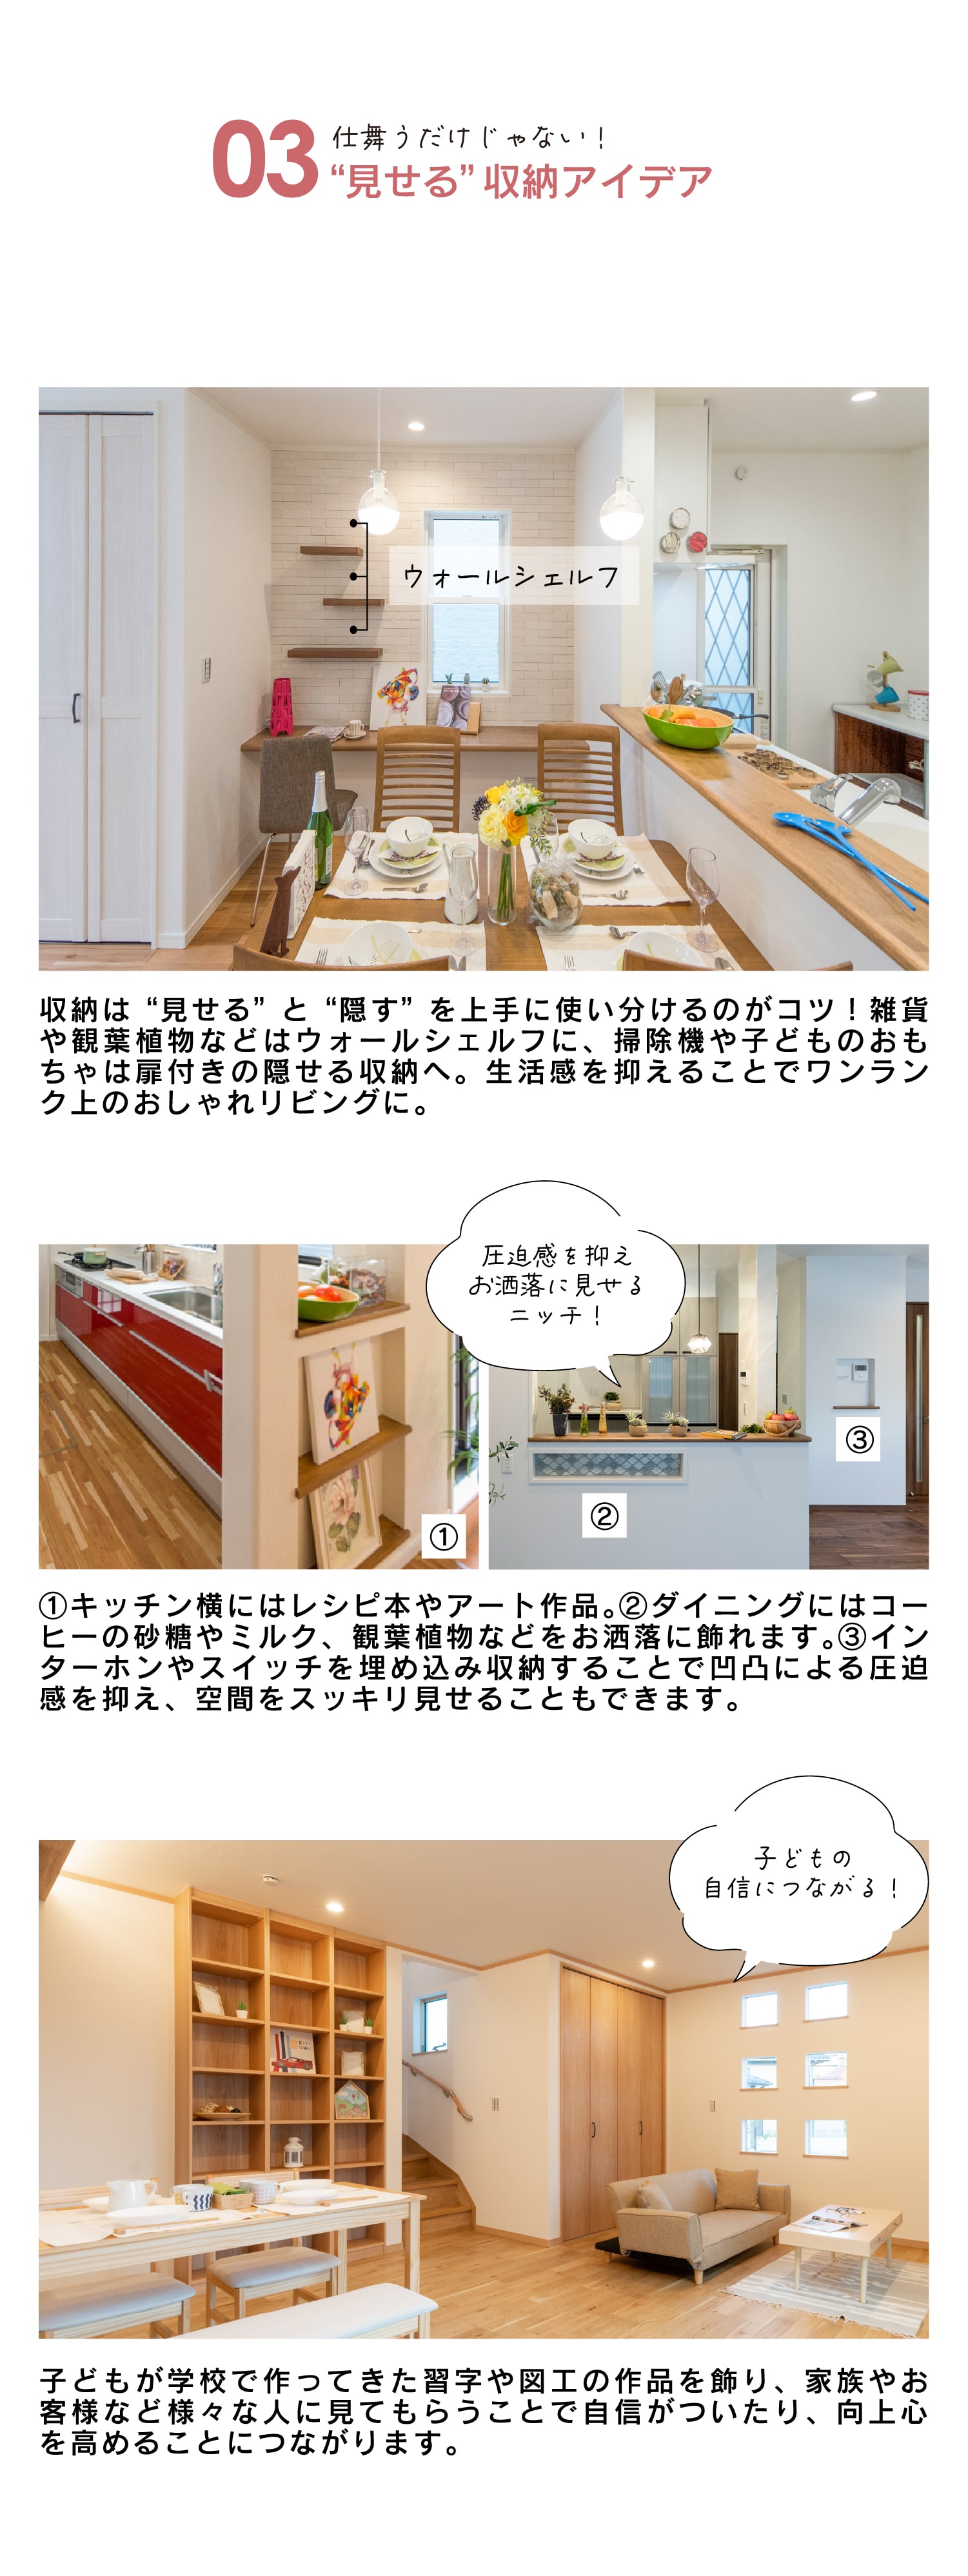 03
仕舞うだけじゃない！
“見せる”収納アイデア
ウォールシェルフ
収納は“見せる”と“隠す”を上手に使い分けるのがコツ！雑貨
や観葉植物などはウォールシェルフに、掃除機や子どものおも
ちゃは扉付きの隠せる収納へ。生活感を抑えることでワンラン
ク上のおしゃれリビングに。
圧迫感を抑え
お洒落に見せる
ニッチ！
①
②
③
①キッチン横にはレシピ本やアート作品。②ダイニングにはコー
ヒーの砂糖やミルク、観葉植物などをお洒落に飾れます。③イン
ターホンやスイッチを埋め込み収納することで凹凸による圧迫
感を抑え、空間をスッキリ見せることもできます。
子どもの
自信につながる！
子どもが学校で作ってきた習字や図工の作品を飾り、家族やお
客様など様々な人に見てもらうことで自信がついたり、向上心
を高めることにつながります。